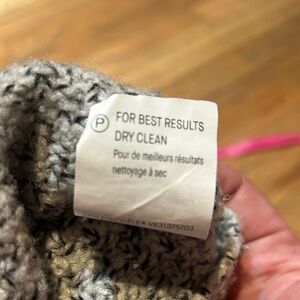 P
FOR BEST RESULTS
DRY CLEAN
Pour de meilleurs résultats
nettoyage à sec